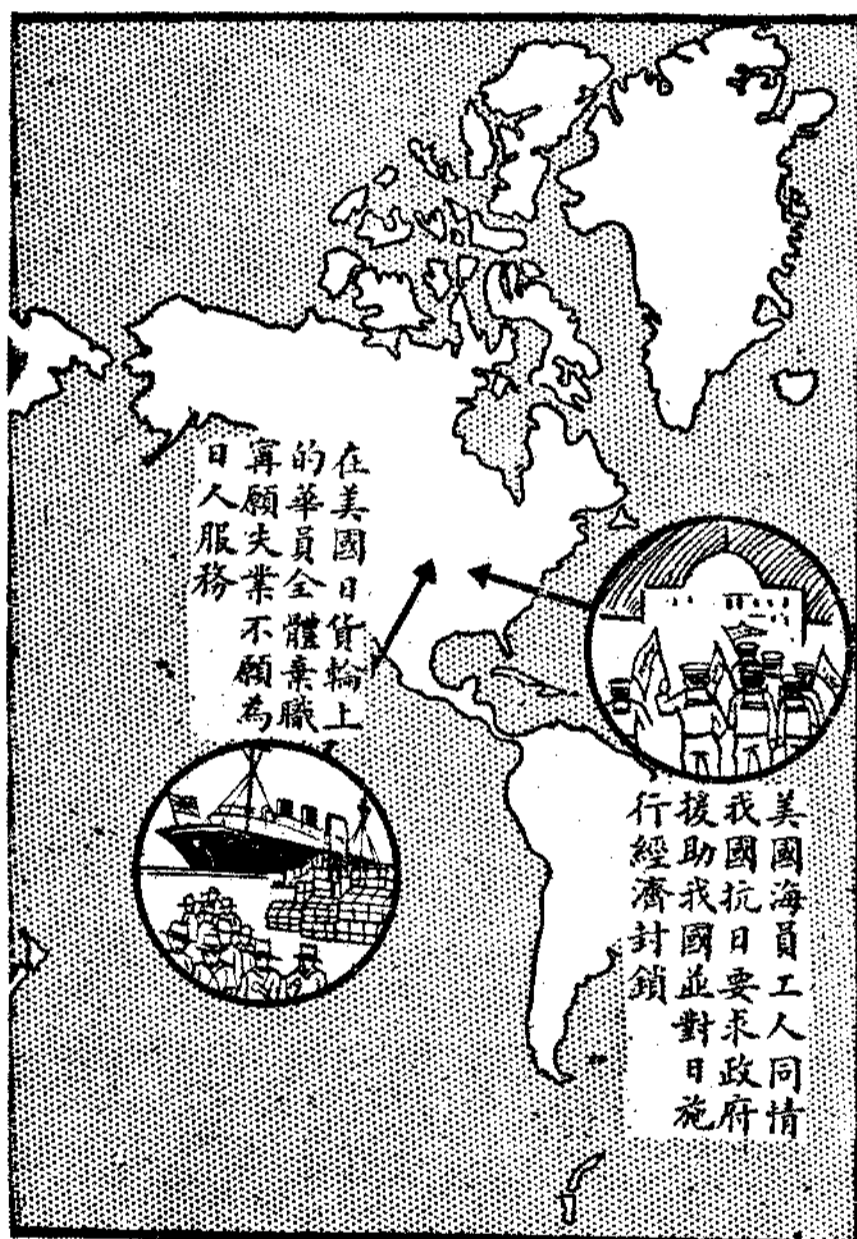 美國海員工人同情
我國抗日要求政府
援助我國並對日施
行經濟封鎖
在美國日貨輪上
的華員全體棄職
寗願失業不願為
日人服務